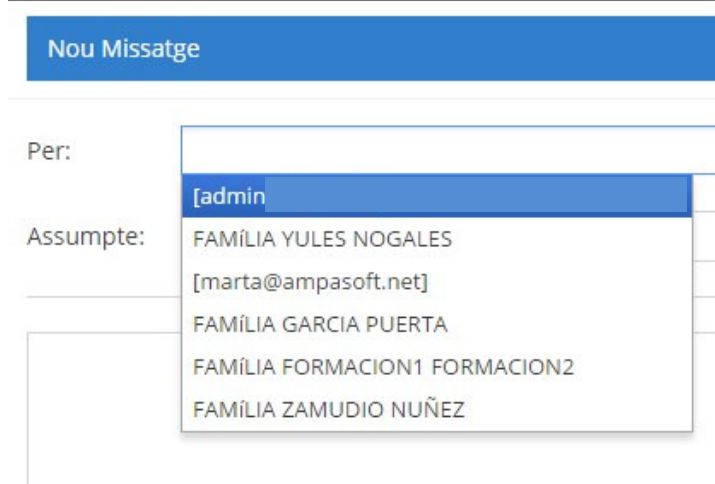 Nou Missatge
Per:
[admin
Assumpte:
FAMíLIA YULES NOGALES
[marta@ampasoft.net]
FAMíLIA GARCIA PUERTA
FAMíLIA FORMACION1 FORMACION2
FAMíLIA ZAMUDIO NUÑEZ